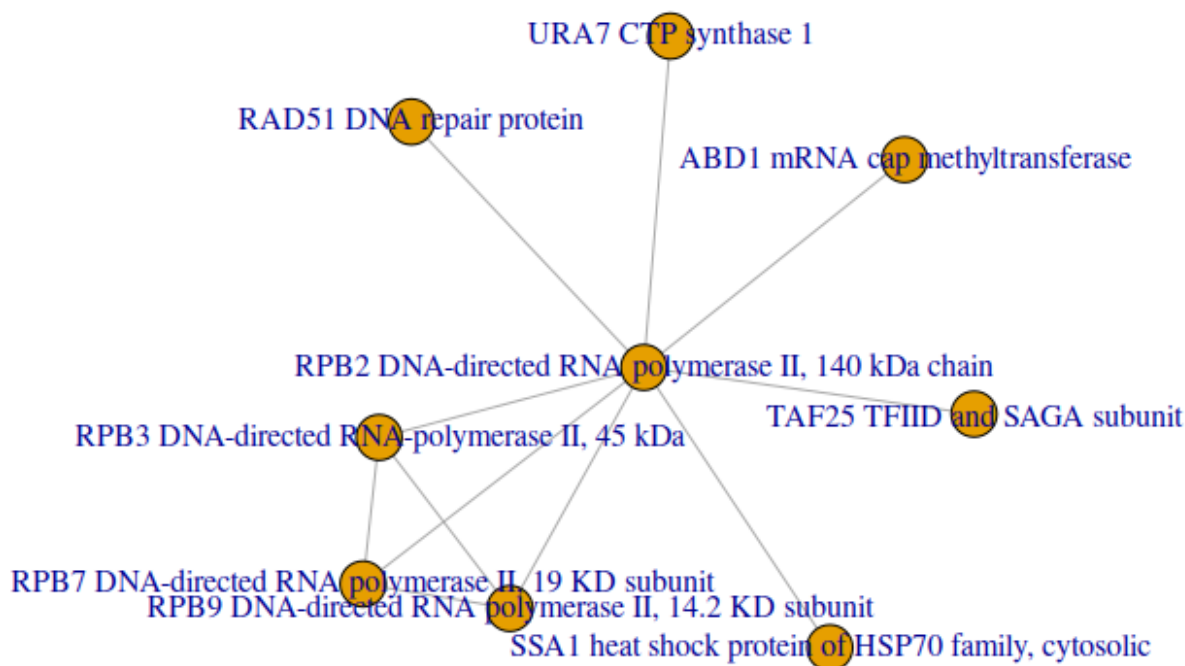 URA7 CTP synthase 1
RAD51 DNA repair protein
ABD1 mRNA cap methyltransferase
RPB2 DNA-directed RNA polymerase II, 140 kDa chain
TAF25 TFIID and SAGA subunit
RPB3 DNA-directed RNA-polymerase II, 45 kDa
RPB7 DNA-directed RNA polymerase II, 19 KD subunit
RPB9 DNA-directed RNA polymerase II, 14.2 KD subunit
SSA1 heat shock protein of HSP70 family, cytosolic